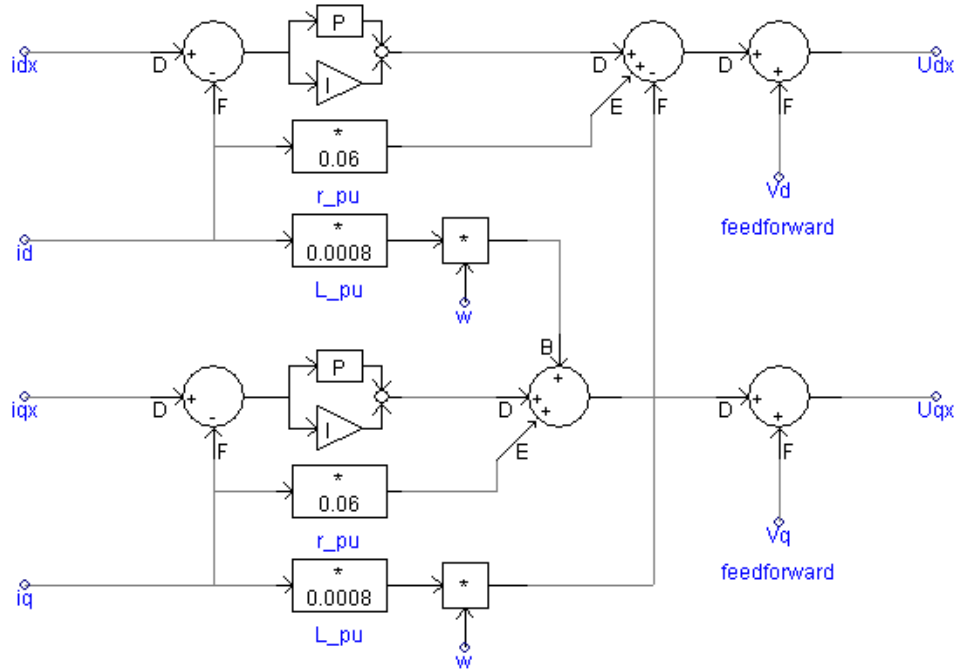 P
idx
D
+
-
F
I
D
+
+
-
E
F
D
+
F
Udx
*
0.06
r_pu
Vd
feedforward
id
*
0.0008
L_pu
*
w
B
+
P
iqx
D
+
-
F
I
D
+
+
E
D
+
+
F
Uqx
*
0.06
r_pu
Vq
feedforward
iq
*
0.0008
L_pu
*
w